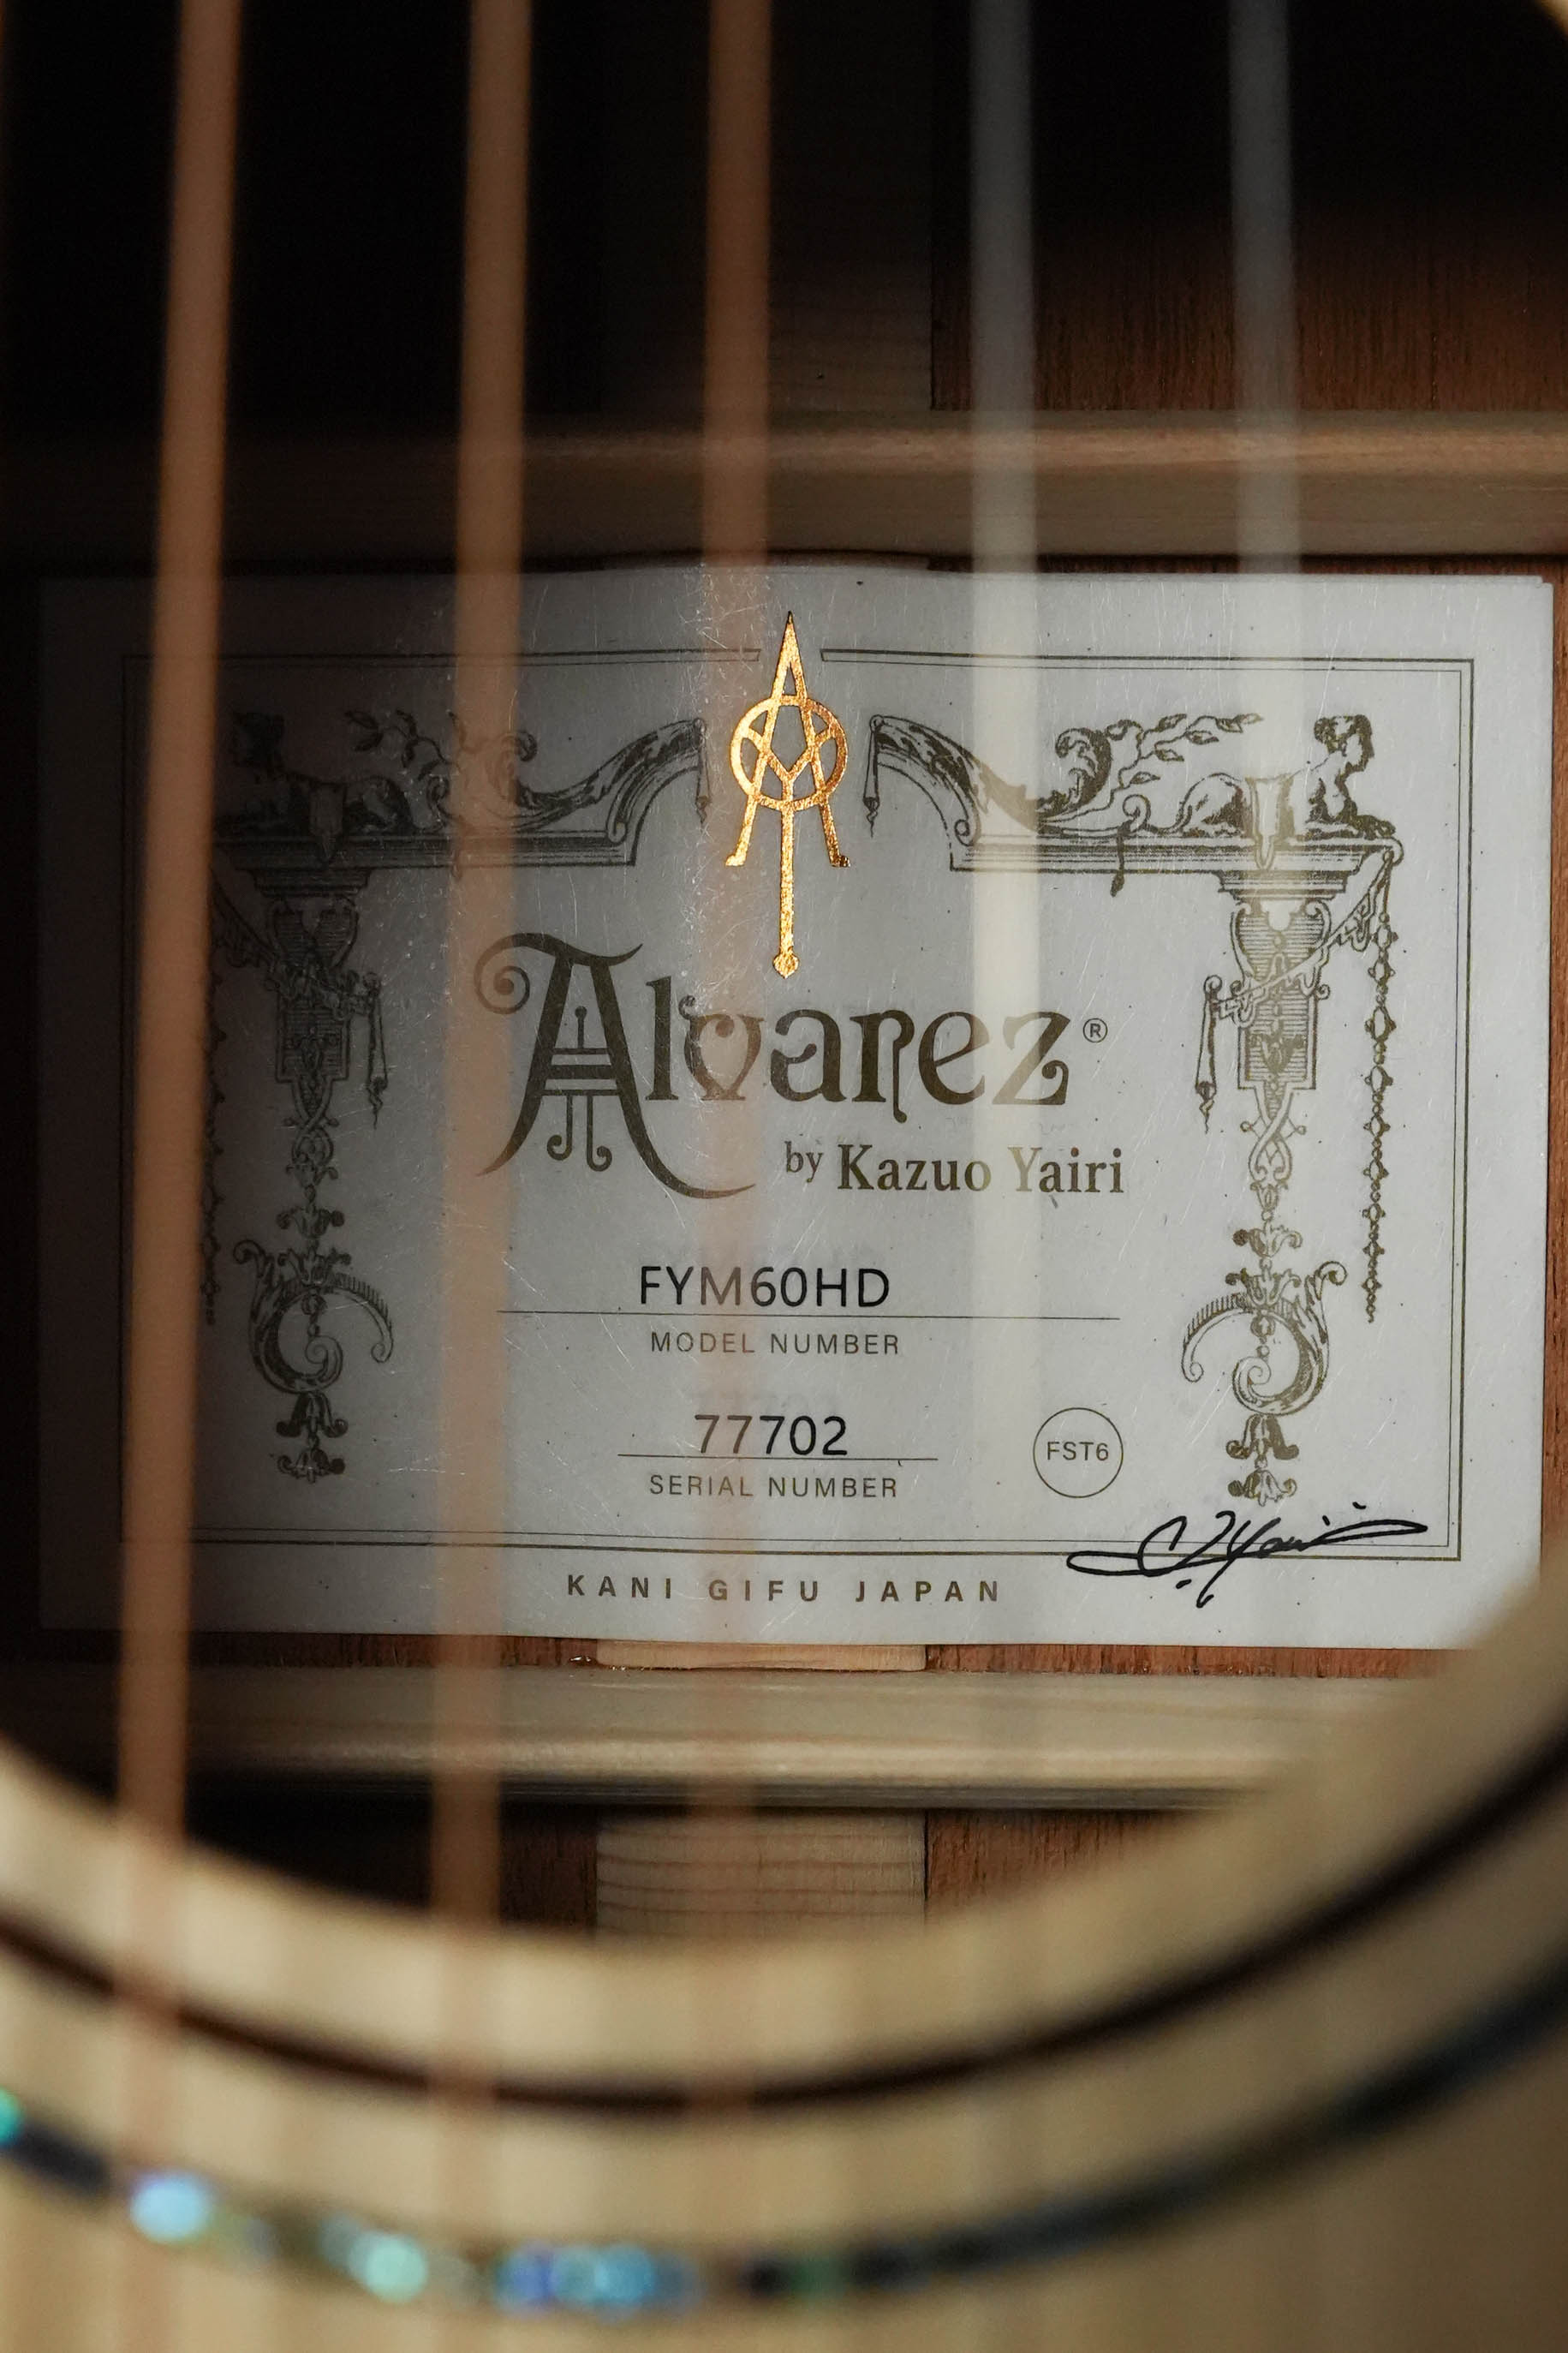 Alvarez®
by Kazuo Yairi
FYM60HD
MODEL NUMBER
77702
SERIAL NUMBER
FST6
KANI GIFU JAPAN